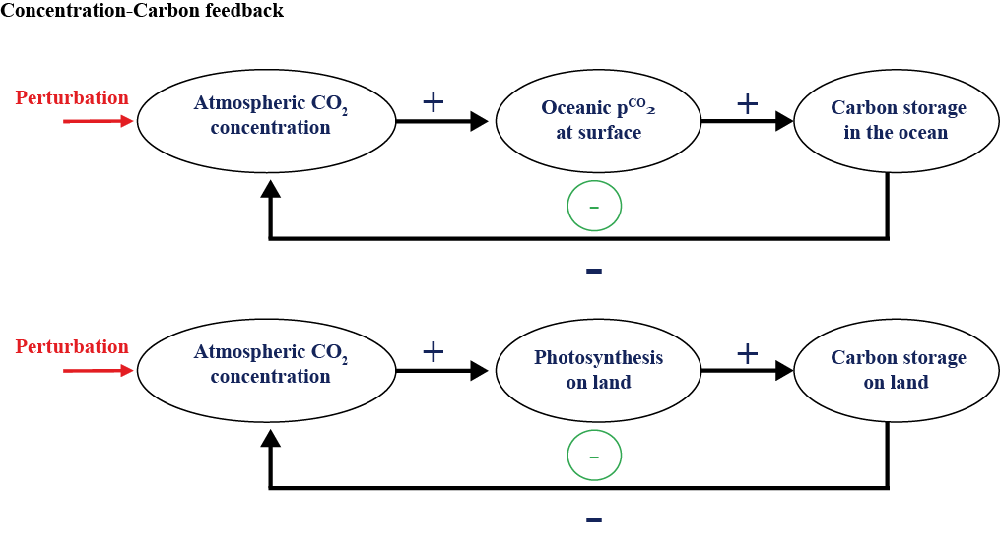 Concentration-Carbon feedback
Perturbation
Atmospheric CO₂
concentration
+
Oceanic pᶜᴼ₂
at surface
+
Carbon storage
in the ocean
-
-
Perturbation
Atmospheric CO₂
concentration
+
Photosynthesis
on land
+
Carbon storage
on land
-
-